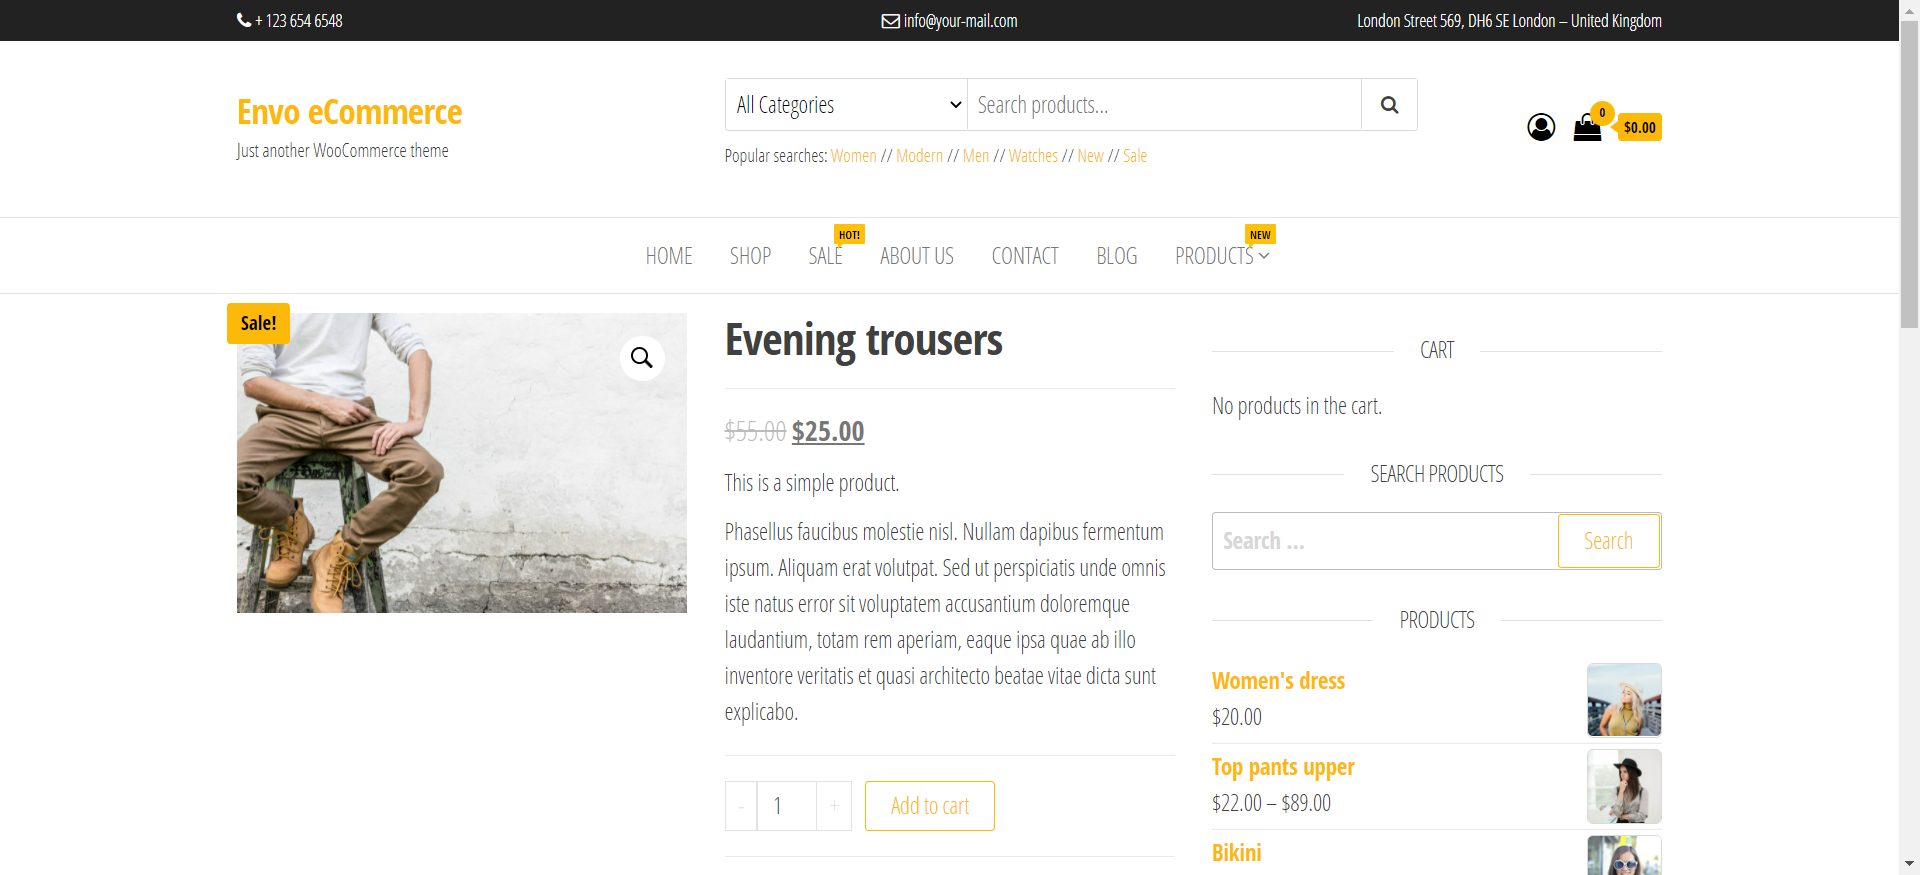 + 123 654 6548
info@your-mail.com
London Street 569, DH6 SE London – United Kingdom
Envo eCommerce
Just another WooCommerce theme
All Categories
Search products...
Popular searches: Women // Modern // Men // Watches // New // Sale
0
$0.00
HOME
SHOP
SALE
HOT!
ABOUT US
CONTACT
BLOG
PRODUCTS
NEW
Sale!
Evening trousers
$55.00 $25.00
This is a simple product.
Phasellus faucibus molestie nisl. Nullam dapibus fermentum
ipsum. Aliquam erat volutpat. Sed ut perspiciatis unde omnis
iste natus error sit voluptatem accusantium doloremque
laudantium, totam rem aperiam, eaque ipsa quae ab illo
inventore veritatis et quasi architecto beatae vitae dicta sunt
explicabo.
- 1 +
Add to cart
CART
No products in the cart.
SEARCH PRODUCTS
Search ...
Search
PRODUCTS
Women's dress
$20.00
Top pants upper
$22.00 – $89.00
Bikini